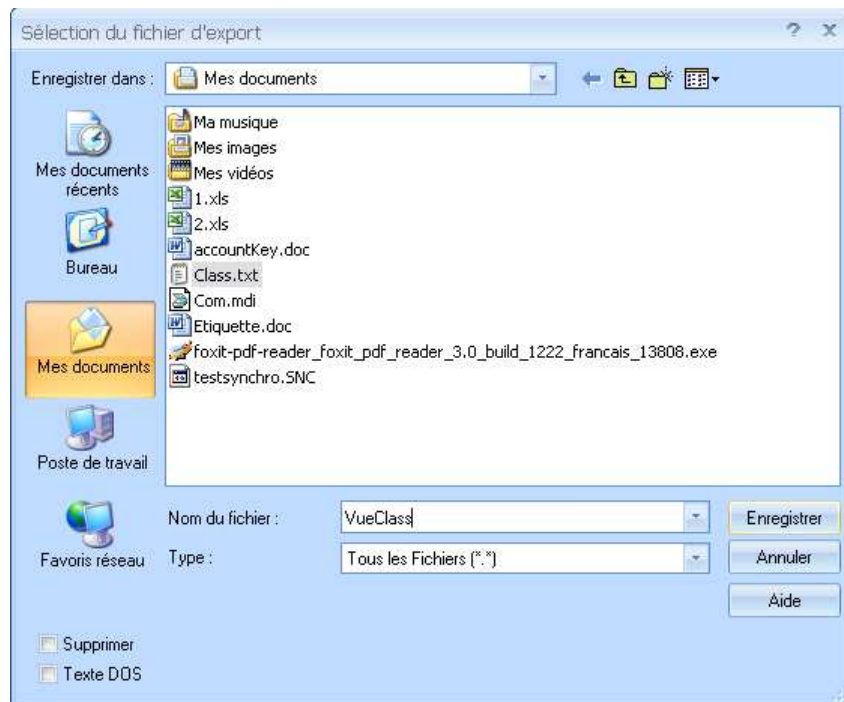 Sélection du fichier d'export
Enregistrer dans :
Mes documents
Mes documents
récents
Bureau
Mes documents
Poste de travail
Favoris réseau
Ma musique
Mes images
Mes vidéos
1.xls
2.xls
accountKey.doc
Class.txt
Com.mdi
Etiquette.doc
foxit-pdf-reader_foxit_pdf_reader_3.0_build_1222_francais_13808.exe
testsynchro.SNC
Nom du fichier :
VueClass
Enregistrer
Type :
Tous les Fichiers (*.*)
Annuler
Aide
Supprimer
Texte DOS